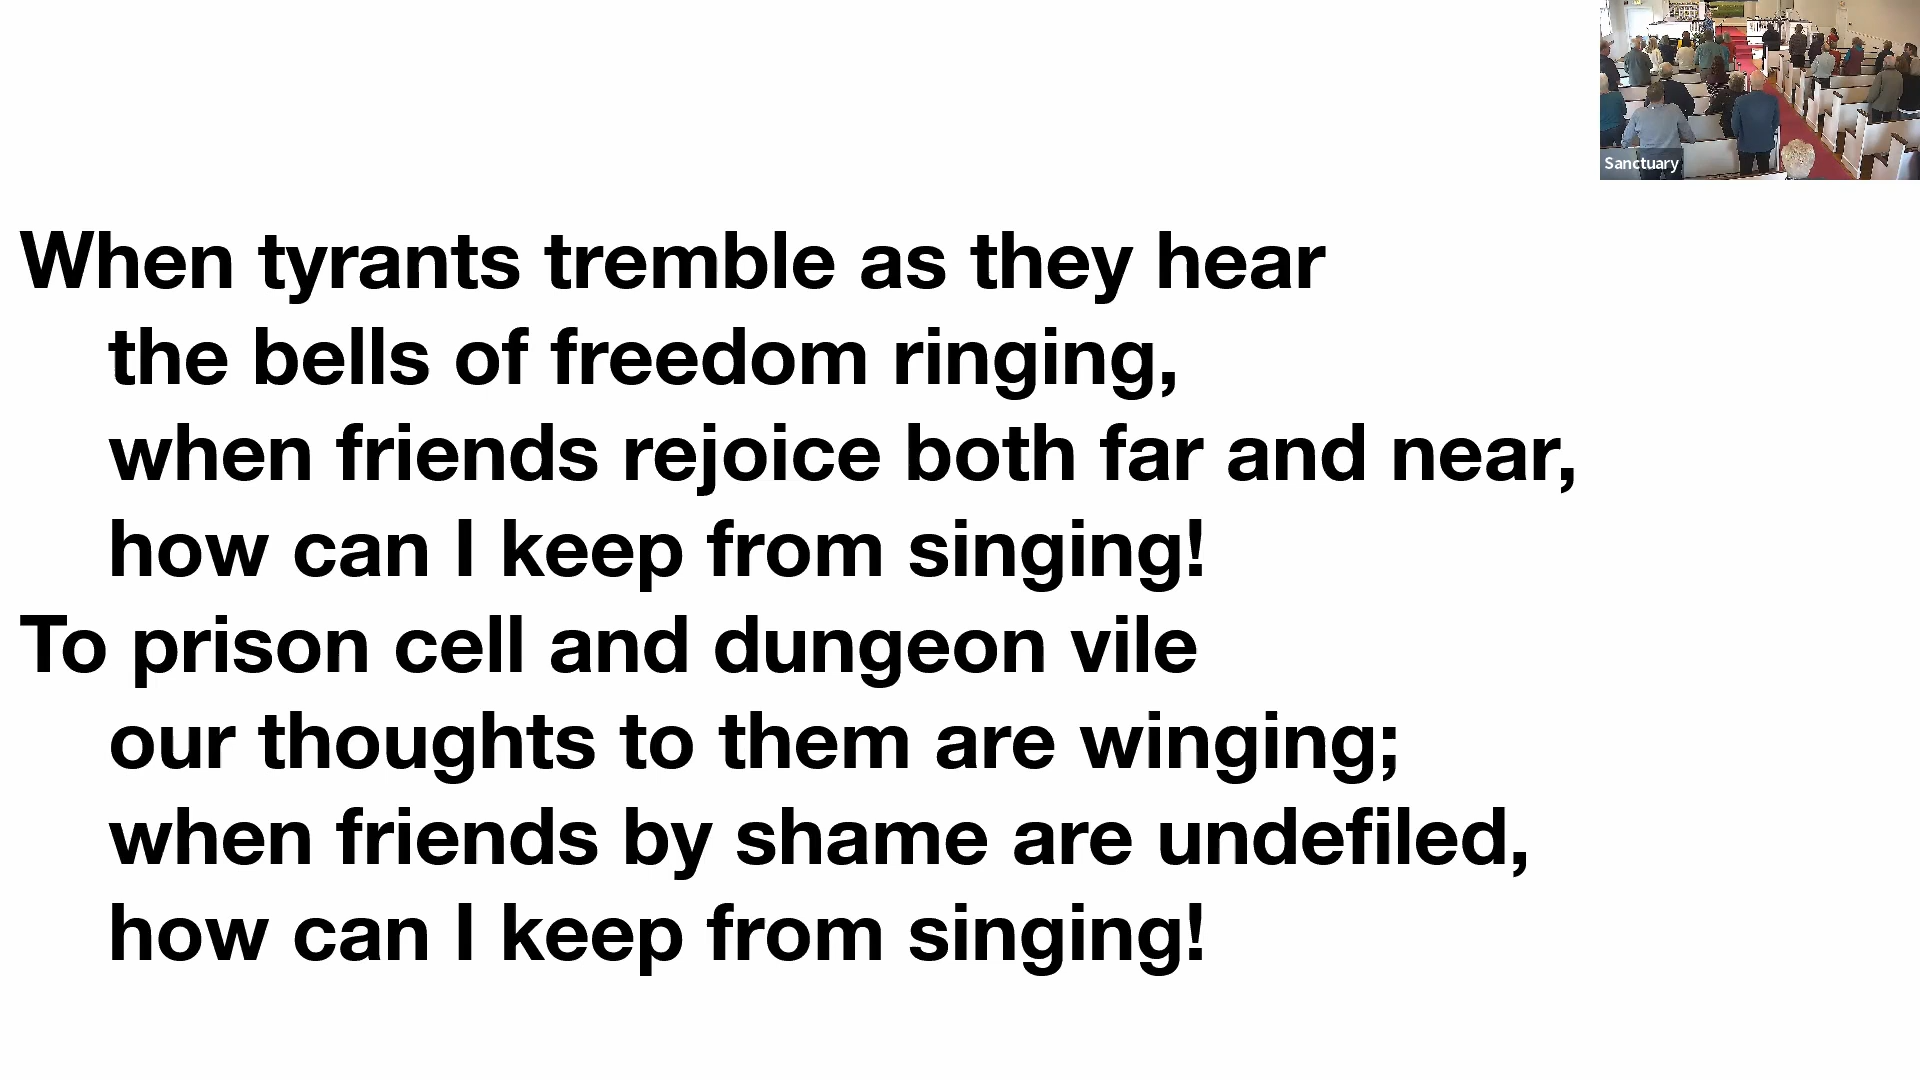 Sanctuary
When tyrants tremble as they hear
the bells of freedom ringing,
when friends rejoice both far and near,
how can I keep from singing!
To prison cell and dungeon vile
our thoughts to them are winging;
when friends by shame are undefiled,
how can I keep from singing!